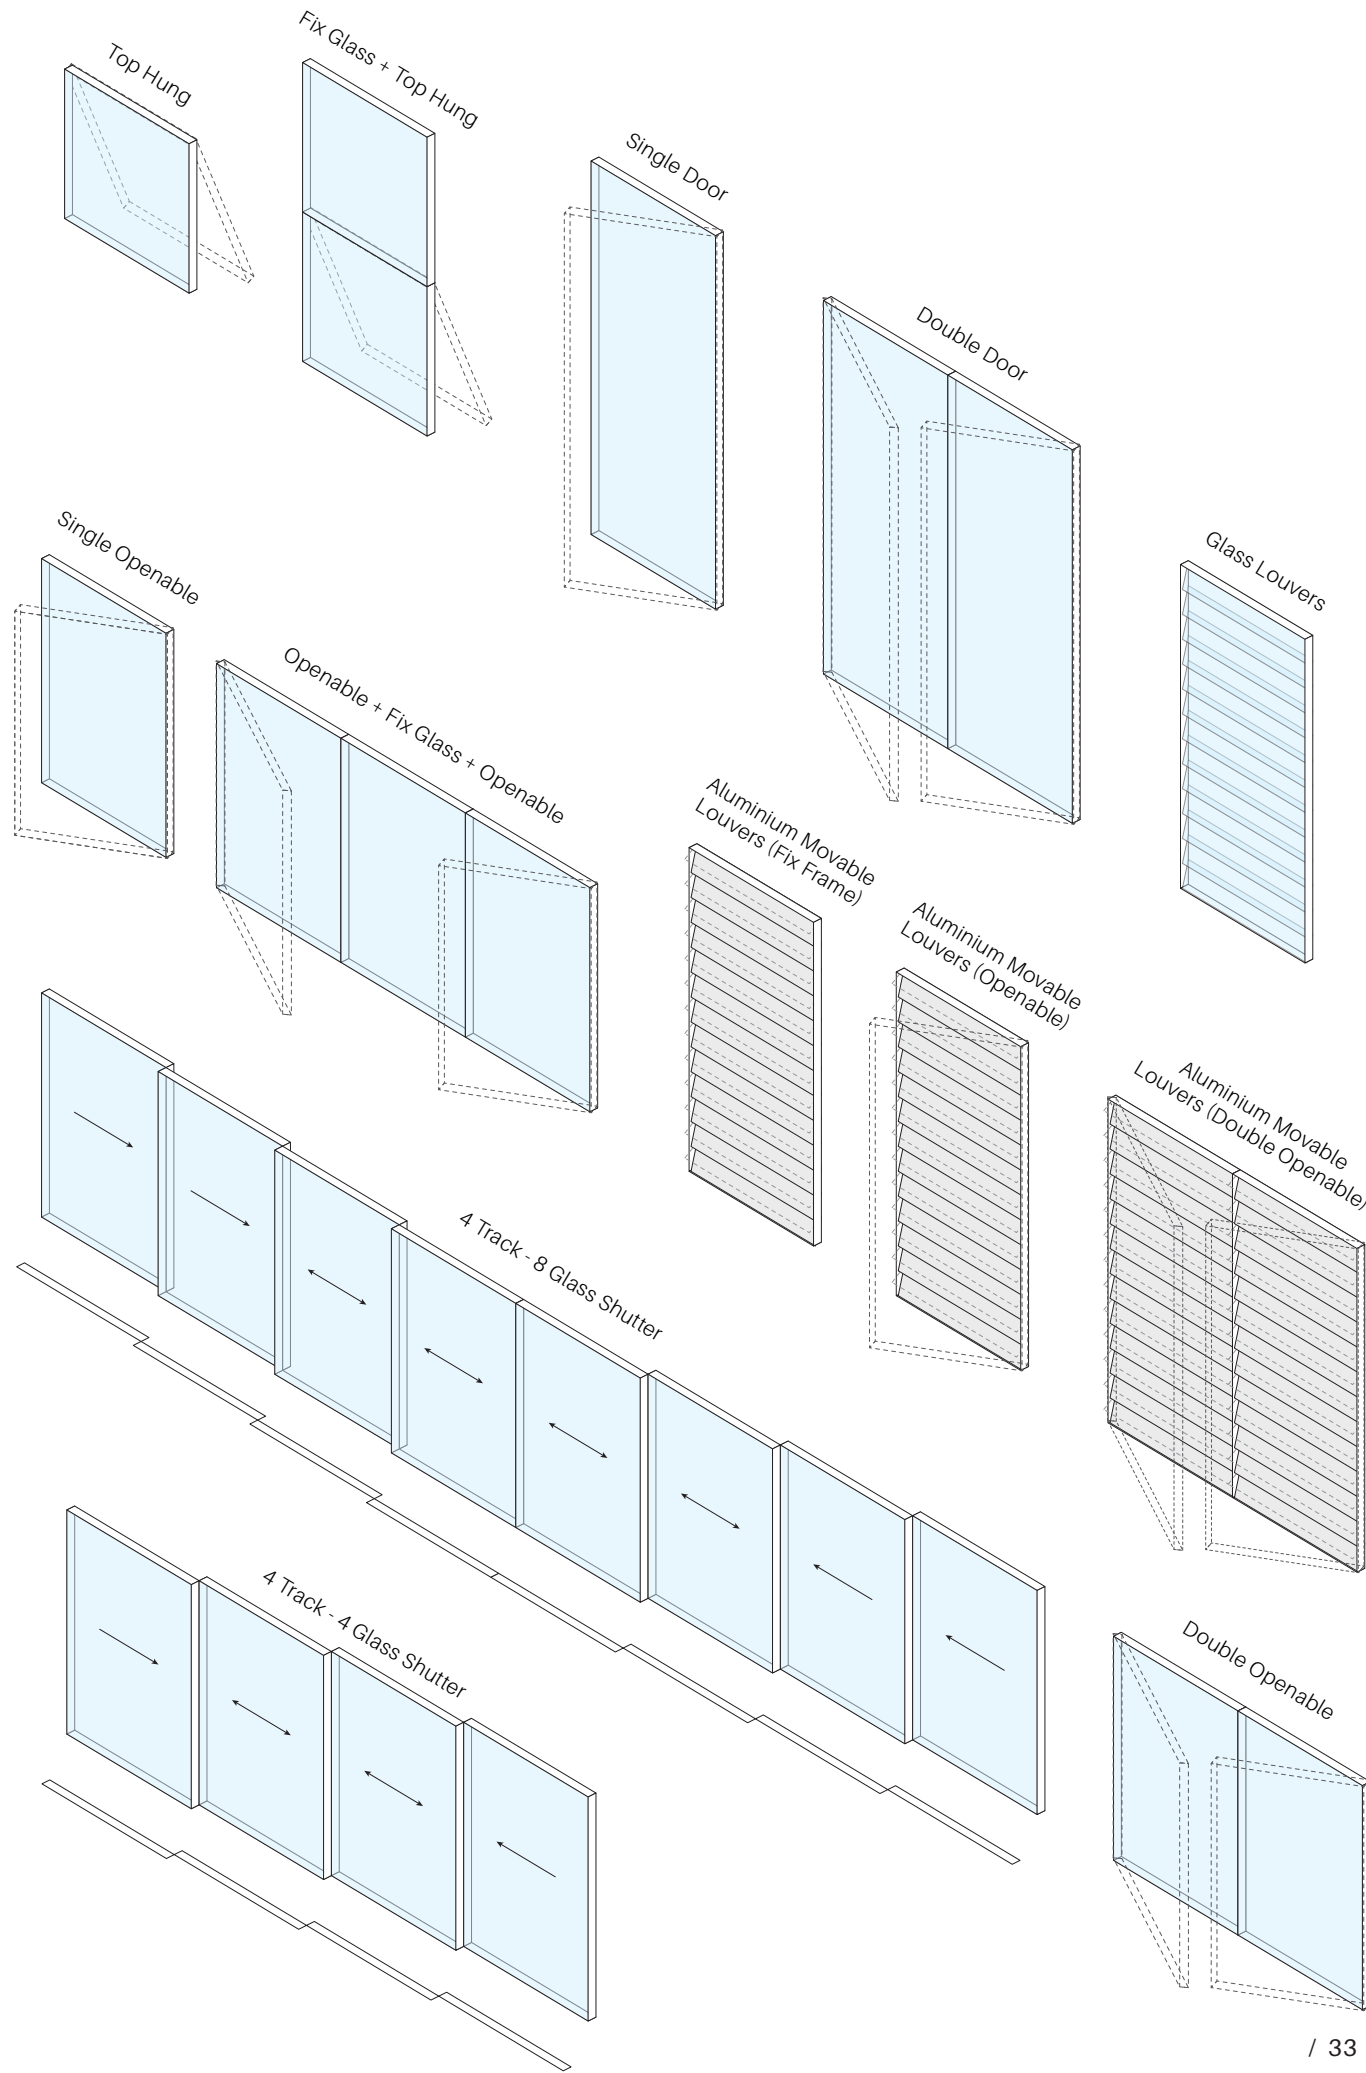 Top Hung
Fix Glass + Top Hung
Single Door
Double Door
Single Openable
Glass Louvers
Openable + Fix Glass + Openable
Aluminium Movable
Louvers (Fix Frame)
Aluminium Movable
Louvers (Openable)
Aluminium Movable
Louvers (Double Openable)
4 Track - 8 Glass Shutter
4 Track - 4 Glass Shutter
Double Openable
/ 33